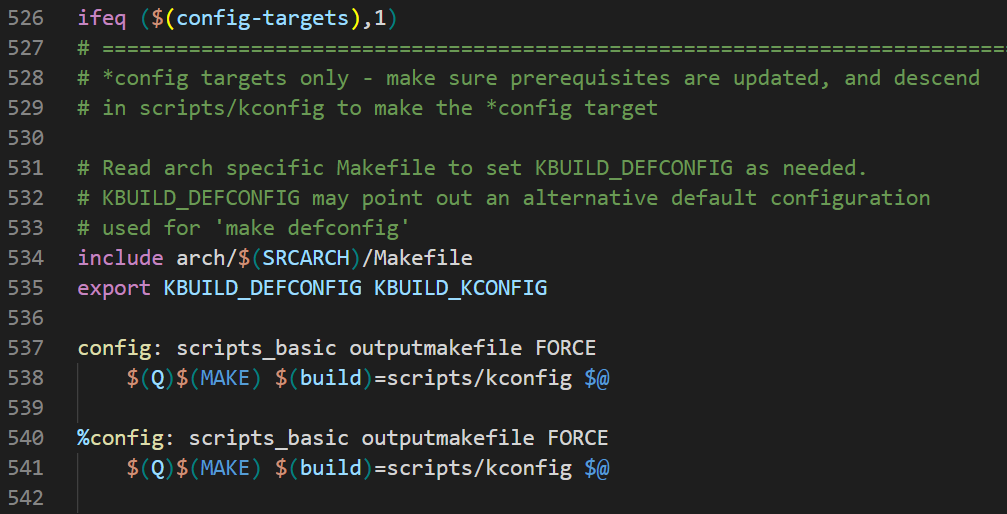 526 ifeq ($(config-targets),1)
527 # ===========================================================================
528 # *config targets only - make sure prerequisites are updated, and descend
529 # in scripts/kconfig to make the *config target
530
531 # Read arch specific Makefile to set KBUILD_DEFCONFIG as needed.
532 # KBUILD_DEFCONFIG may point out an alternative default configuration
533 # used for 'make defconfig'
534 include arch/$(SRCARCH)/Makefile
535 export KBUILD_DEFCONFIG KBUILD_KCONFIG
536
537 config: scripts_basic outputmakefile FORCE
538 $(Q)$(MAKE) $(build)=scripts/kconfig $@
539
540 %config: scripts_basic outputmakefile FORCE
541 $(Q)$(MAKE) $(build)=scripts/kconfig $@
542